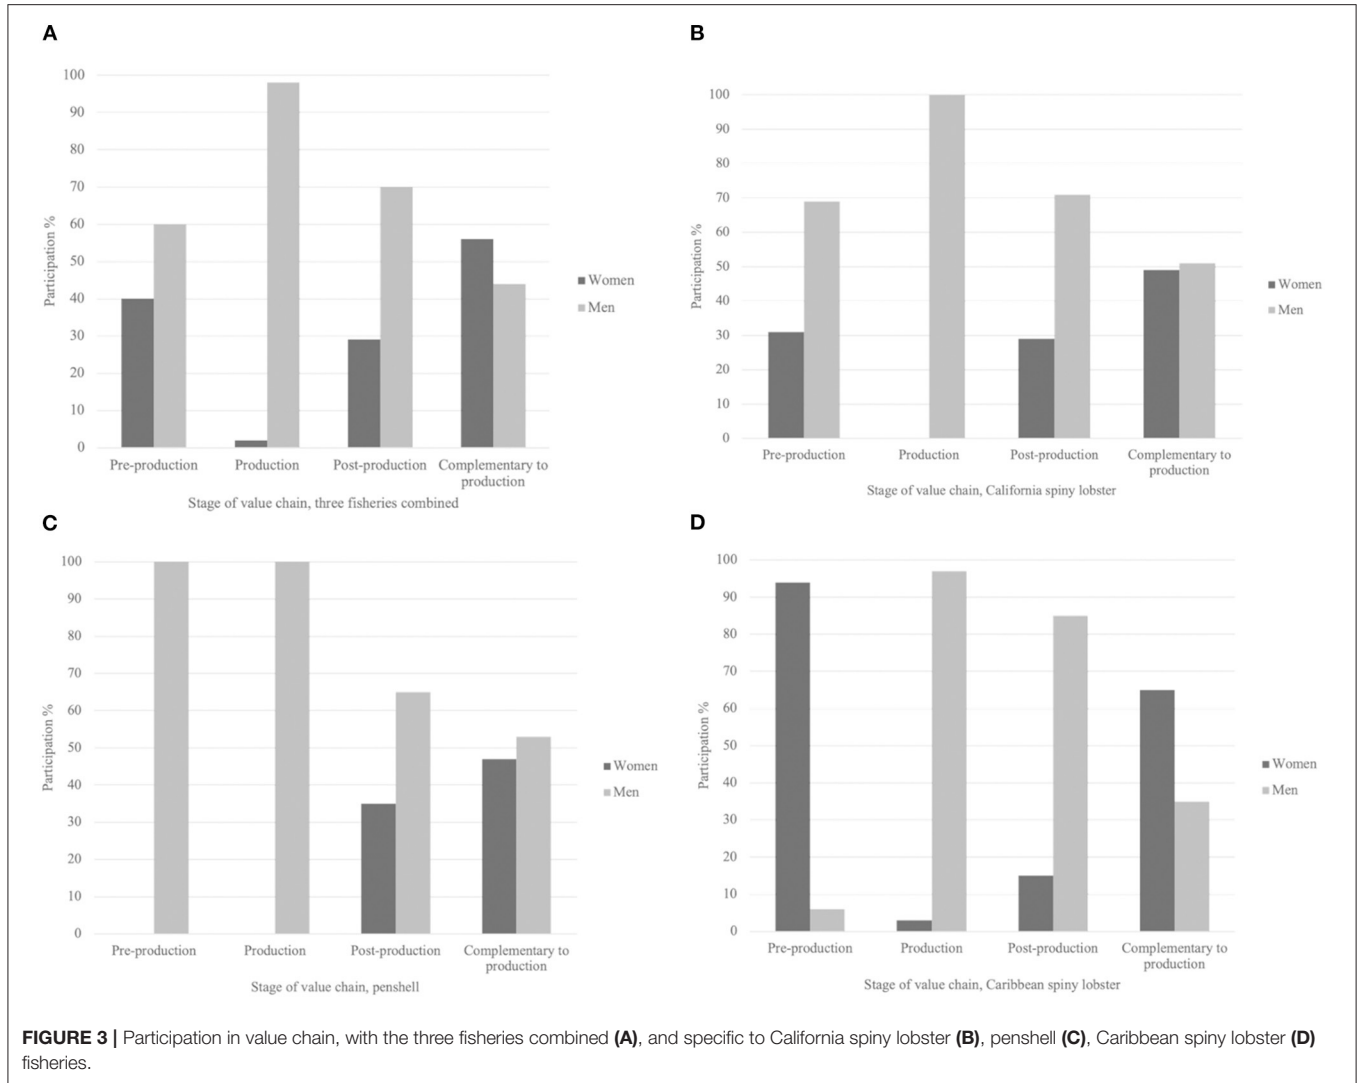 A
100
90
80
70
60
50
40
30
20
10
0
Participation %
Pre-production Production Post-production Complementary to
production
Stage of value chain, three fisheries combined
Women
Men
B
100
90
80
70
60
50
40
30
20
10
0
Participation %
Pre-production Production Post-production Complementary to
production
Stage of value chain, California spiny lobster
Women
Men
C
100
90
80
70
60
50
40
30
20
10
0
Participation %
Pre-production Production Post-production Complementary to
production
Stage of value chain, penshell
Women
Men
D
100
90
80
70
60
50
40
30
20
10
0
Participation %
Pre-production Production Post-production Complementary to
production
Stage of value chain, Caribbean spiny lobster
Women
Men
FIGURE 3 | Participation in value chain, with the three fisheries combined (A), and specific to California spiny lobster (B), penshell (C), Caribbean spiny lobster (D)
fisheries.